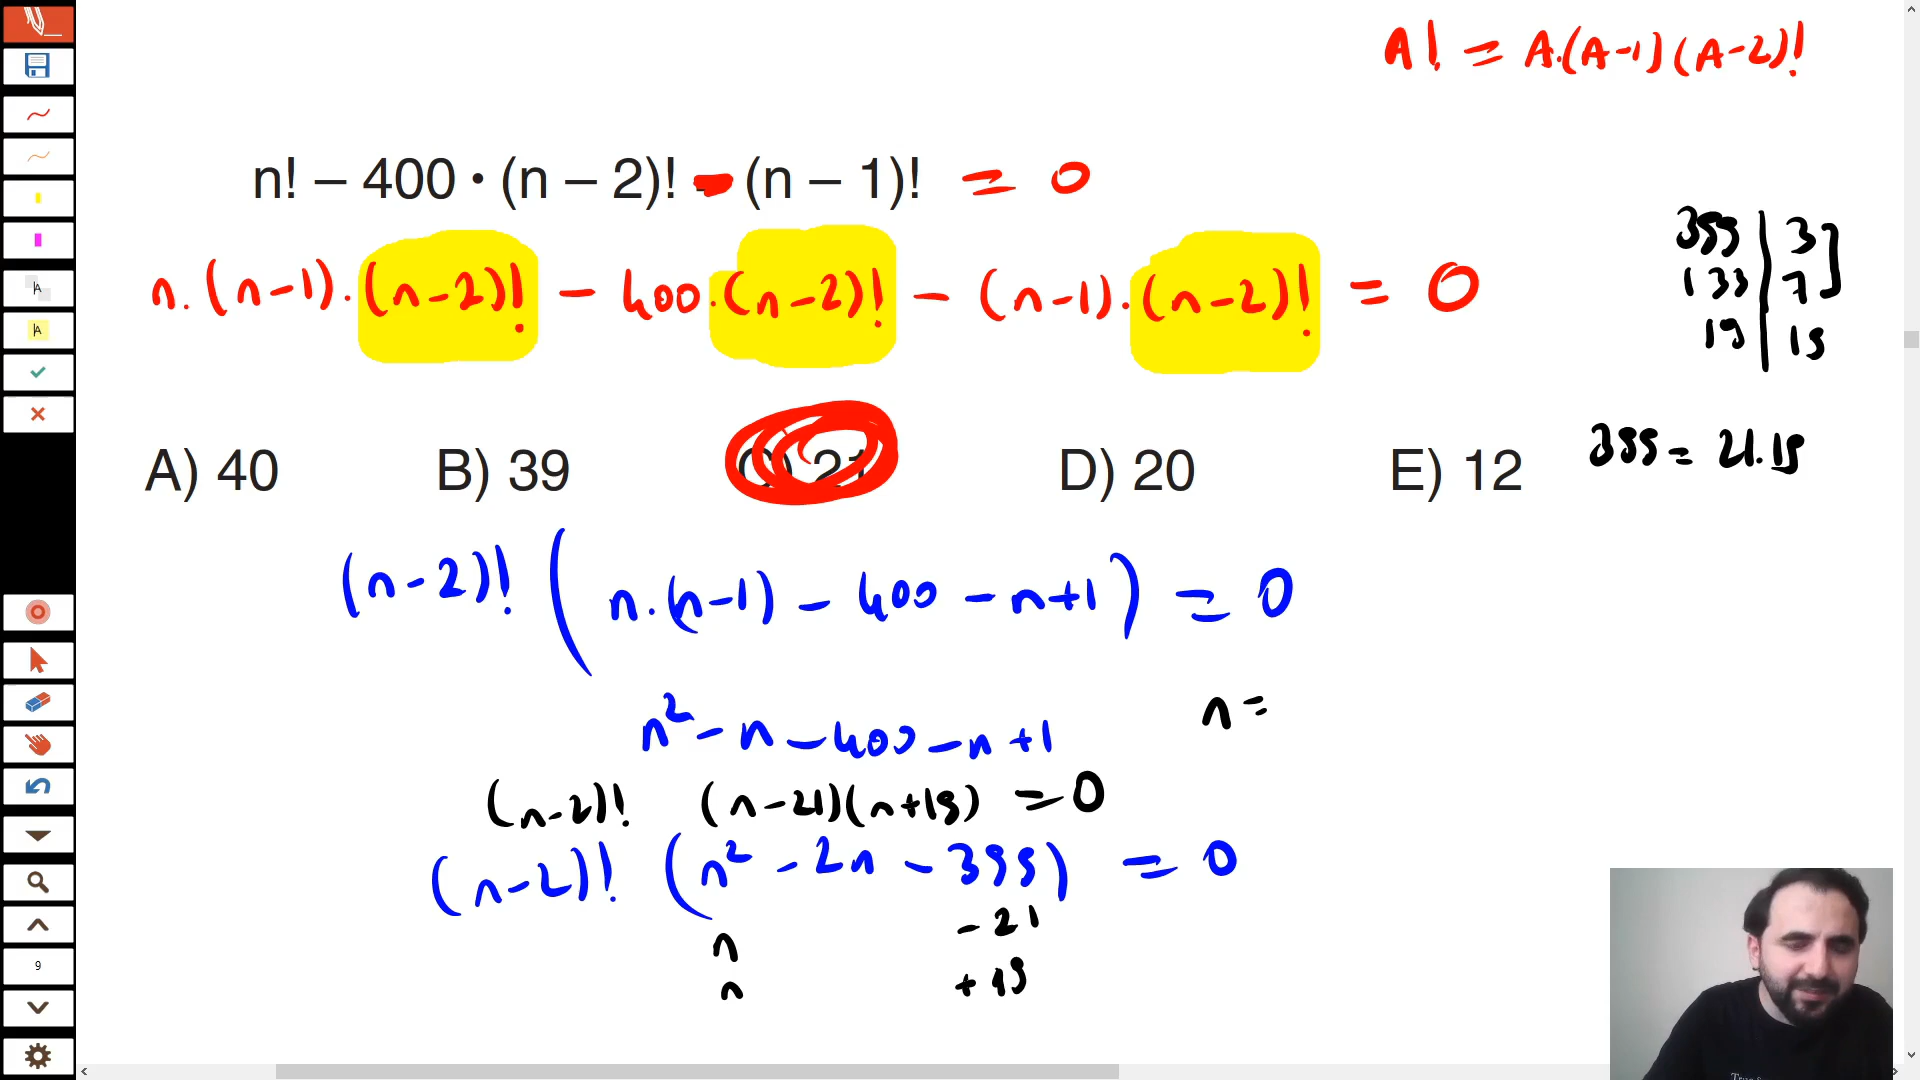 A! = A.(A-1)(A-2)!
n! – 400 • (n – 2)! - (n – 1)! = 0
n.(n-1).(n-2)! - 400.(n-2)! - (n-1).(n-2)! = 0
399 | 3
133 | 7
19 | 19
A) 40 B) 39 C) 21 D) 20 E) 12
399 = 21.19
(n-2)! (n.(n-1) - 400 - n+1) = 0
n² - n - 400 - n + 1
n =
(n-2)! (n-21)(n+19) = 0
(n-2)! (n² - 2n - 399) = 0
n - 21
n + 19
9